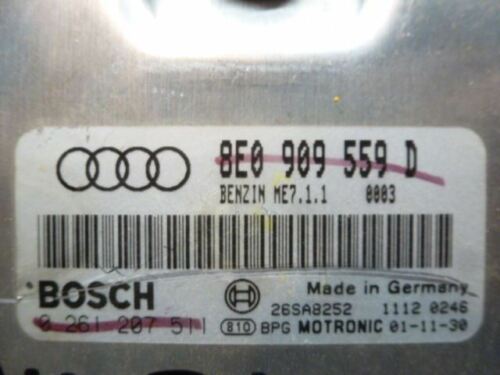 8E0 909 559 D
BENZIN ME7.1.1 0003
BOSCH
Made in Germany
26SA8252 1112 0246
0 261 207 511
810 BPG MOTRONIC 01-11-30